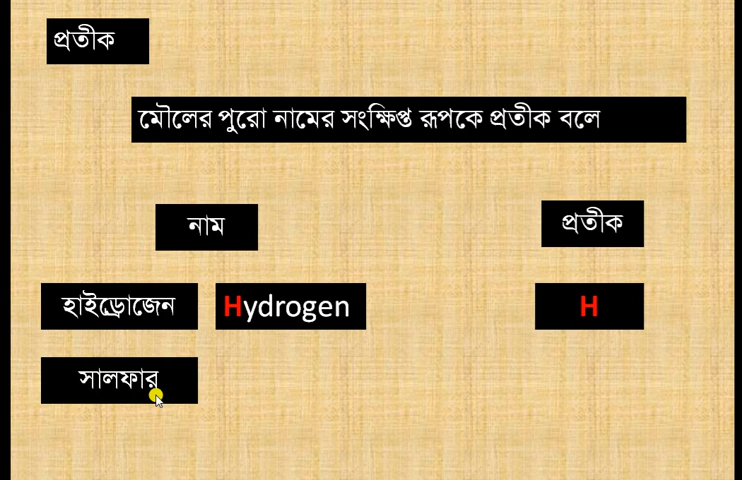 প্রতীক
মৌলের পুরো নামের সংক্ষিপ্ত রূপকে প্রতীক বলে
নাম প্রতীক
হাইড্রোজেন Hydrogen H
সালফার